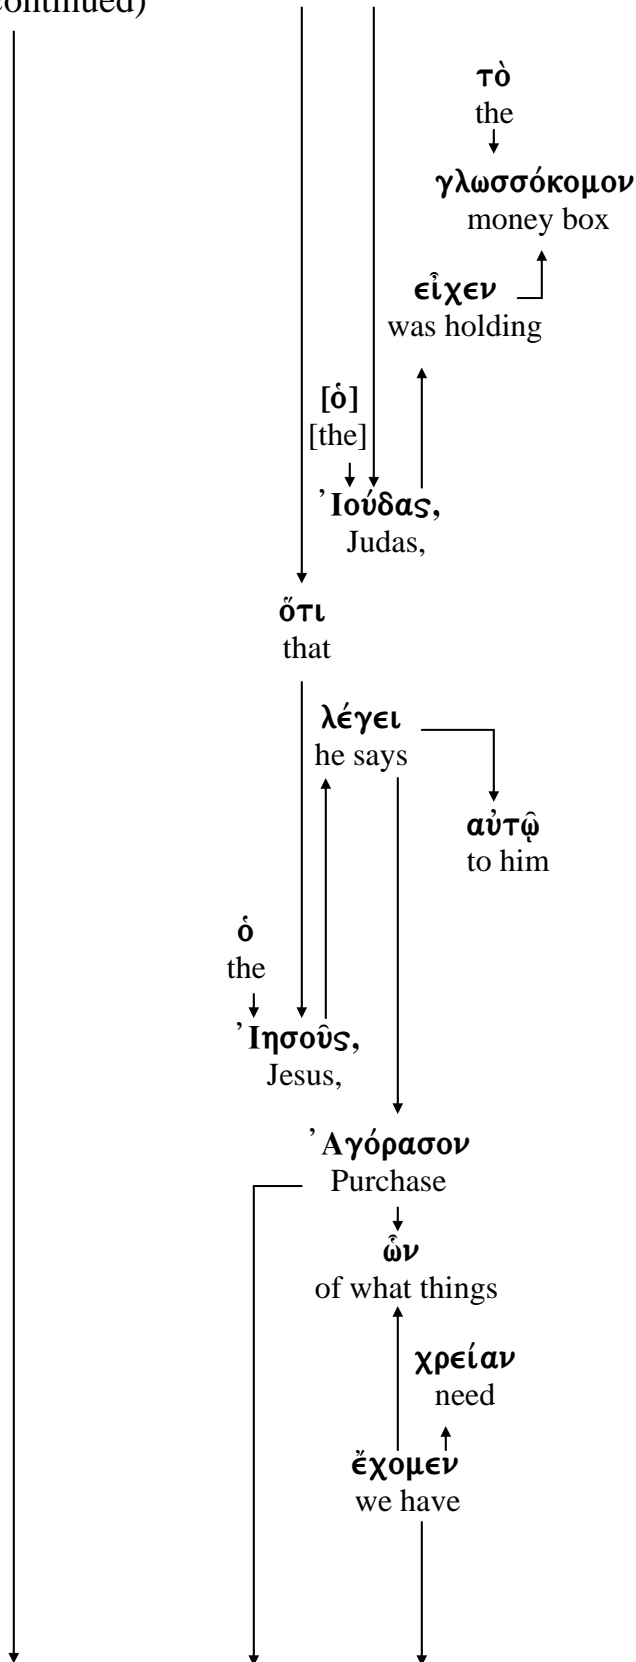 continued)
τὸ
the
γλωσσόκομον
money box
εἶχεν
was holding
[ὁ]
[the]
Ἰούδας,
Judas,
ὅτι
that
λέγει
he says
αὐτῷ
to him
ὁ
the
Ἰησοῦς,
Jesus,
Ἀγόρασον
Purchase
ὧν
of what things
χρείαν
need
ἔχομεν
we have